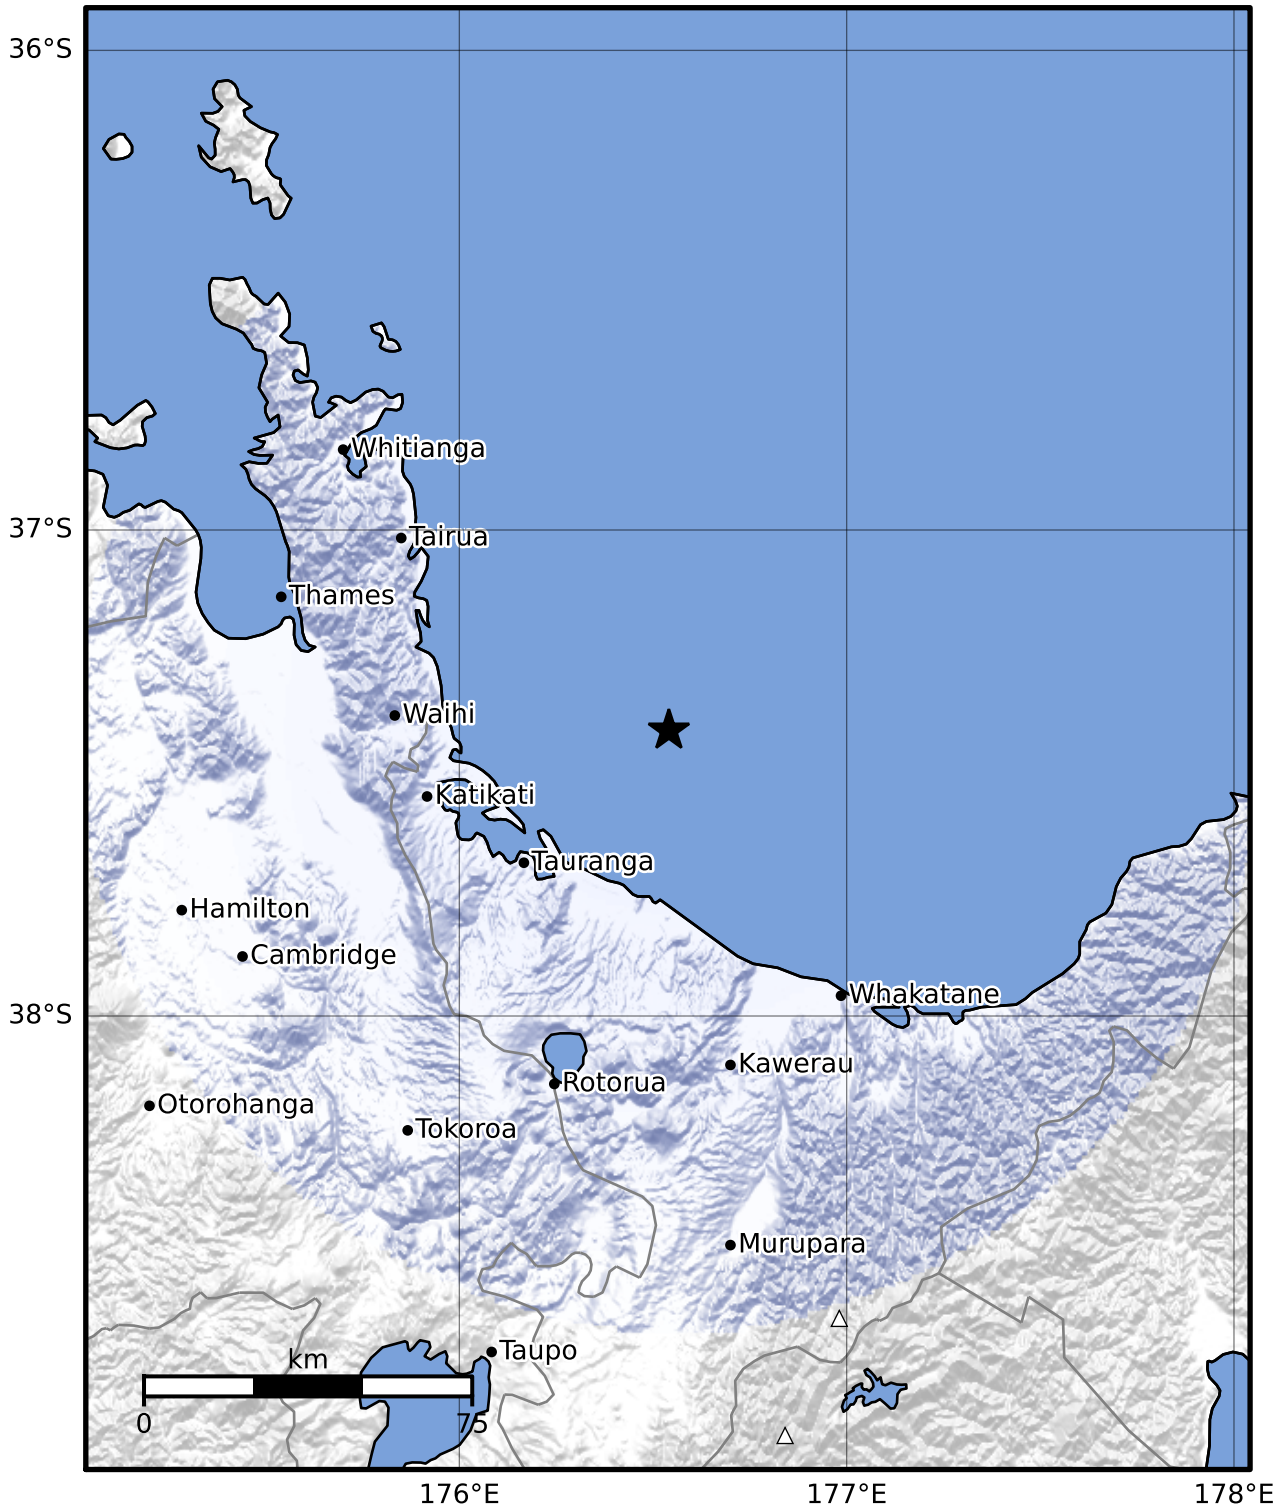 36°S
Whitianga
37°S
Tairua
Thames
Waihi
Katikati
Tauranga
Hamilton
Cambridge
Whakatane
38°S
Kawerau
Rotorua
Otorohanga
Tokoroa
Murupara
Taupo
km
0 75
176°E 177°E 178°E